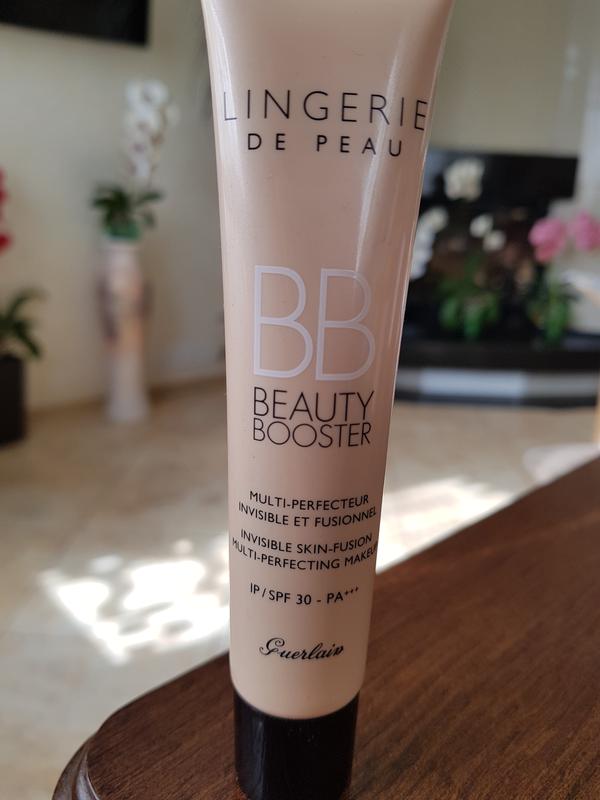 LINGERIE
DE PEAU
BB
BEAUTY
BOOSTER
MULTI-PERFECTEUR
INVISIBLE ET FUSIONNEL
INVISIBLE SKIN-FUSION
MULTI-PERFECTING MAKEUP
IP/SPF 30 - PA+++
Guerlain